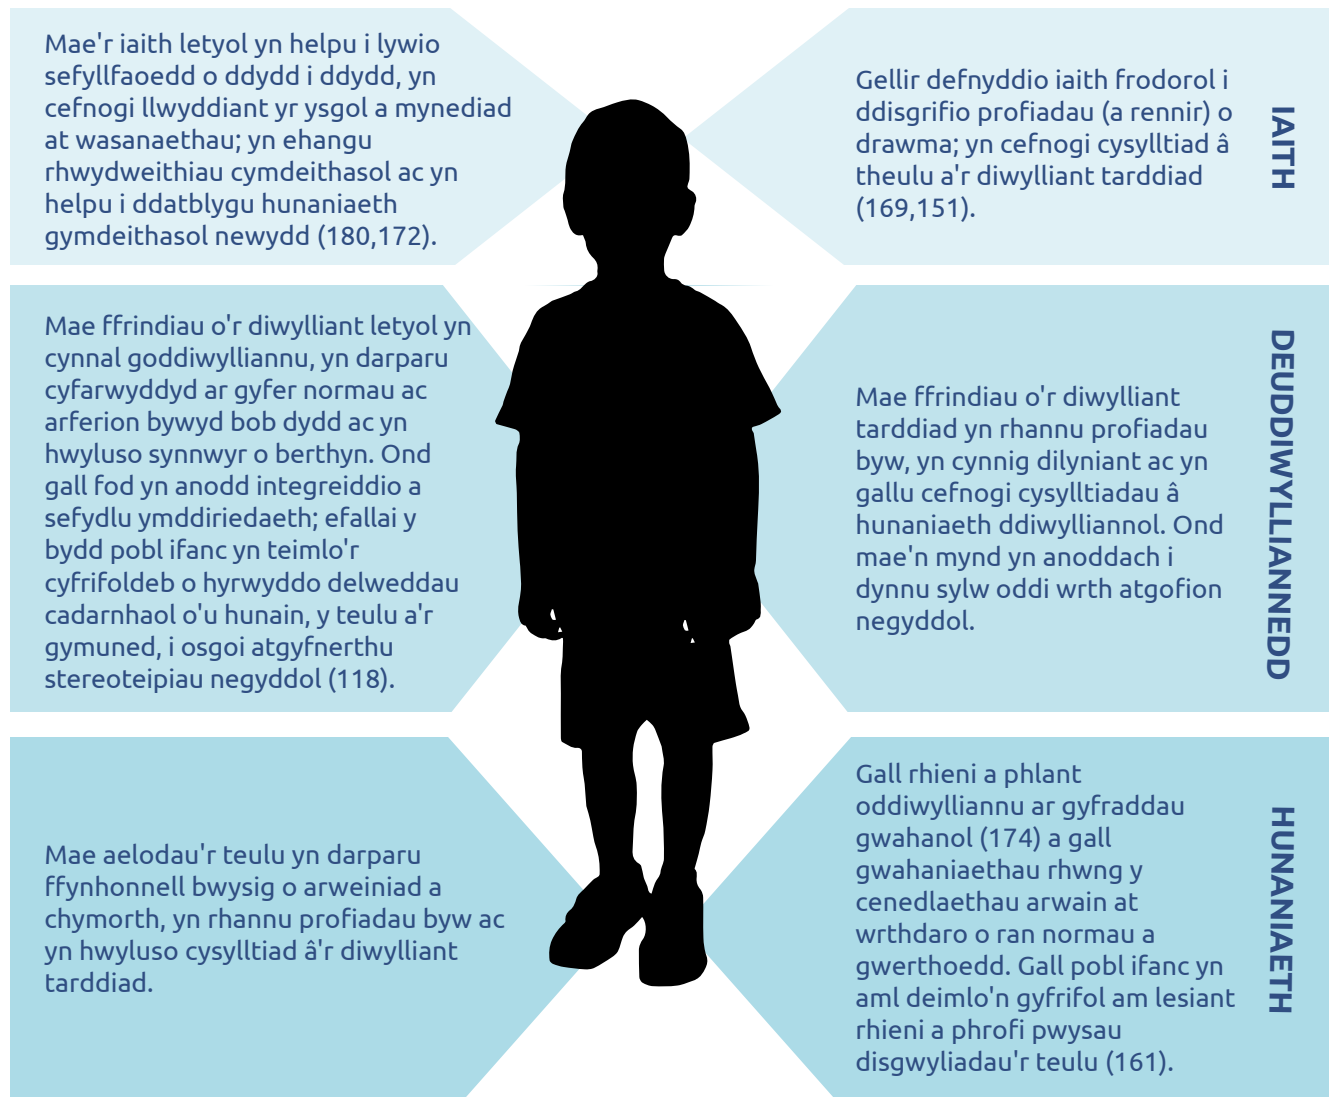 Mae'r iaith letyol yn helpu i lywio
sefyllfaoedd o ddydd i ddydd, yn
cefnogi llwyddiant yr ysgol a mynediad
at wasanaethau; yn ehangu
rhwydweithiau cymdeithasol ac yn
helpu i ddatblygu hunaniaeth
gymdeithasol newydd (180,172).
Gellir defnyddio iaith frodorol i
ddisgrifio profiadau (a rennir) o
drawma; yn cefnogi cysylltiad â
theulu a'r diwylliant tarddiad
(169,151).
IAITH
Mae ffrindiau o'r diwylliant letyol yn
cynnal goddiwylliannu, yn darparu
cyfarwyddyd ar gyfer normau ac
arferion bywyd bob dydd ac yn
hwyluso synnwyr o berthyn. Ond
gall fod yn anodd integreiddio a
sefydlu ymddiriedaeth; efallai y
bydd pobl ifanc yn teimlo'r
cyfrifoldeb o hyrwyddo delweddau
cadarnhaol o'u hunain, y teulu a'r
gymuned, i osgoi atgyfnerthu
stereoteipiau negyddol (118).
Mae ffrindiau o'r diwylliant
tarddiad yn rhannu profiadau
byw, yn cynnig dilyniant ac yn
gallu cefnogi cysylltiadau â
hunaniaeth ddiwylliannol. Ond
mae'n mynd yn anoddach i
dynnu sylw oddi wrth atgofion
negyddol.
DEUDDIWYLLIANNEDD
Mae aelodau'r teulu yn darparu
ffynhonnell bwysig o arweiniad a
chymorth, yn rhannu profiadau byw ac
yn hwyluso cysylltiad â'r diwylliant
tarddiad.
Gall rhieni a phlant
oddiwylliannu ar gyfraddau
gwahanol (174) a gall
gwahaniaethau rhwng y
cenedlaethau arwain at
wrthdaro o ran normau a
gwerthoedd. Gall pobl ifanc yn
aml deimlo'n gyfrifol am lesiant
rhieni a phrofi pwysau
disgwyliadau'r teulu (161).
HUNANIAETH